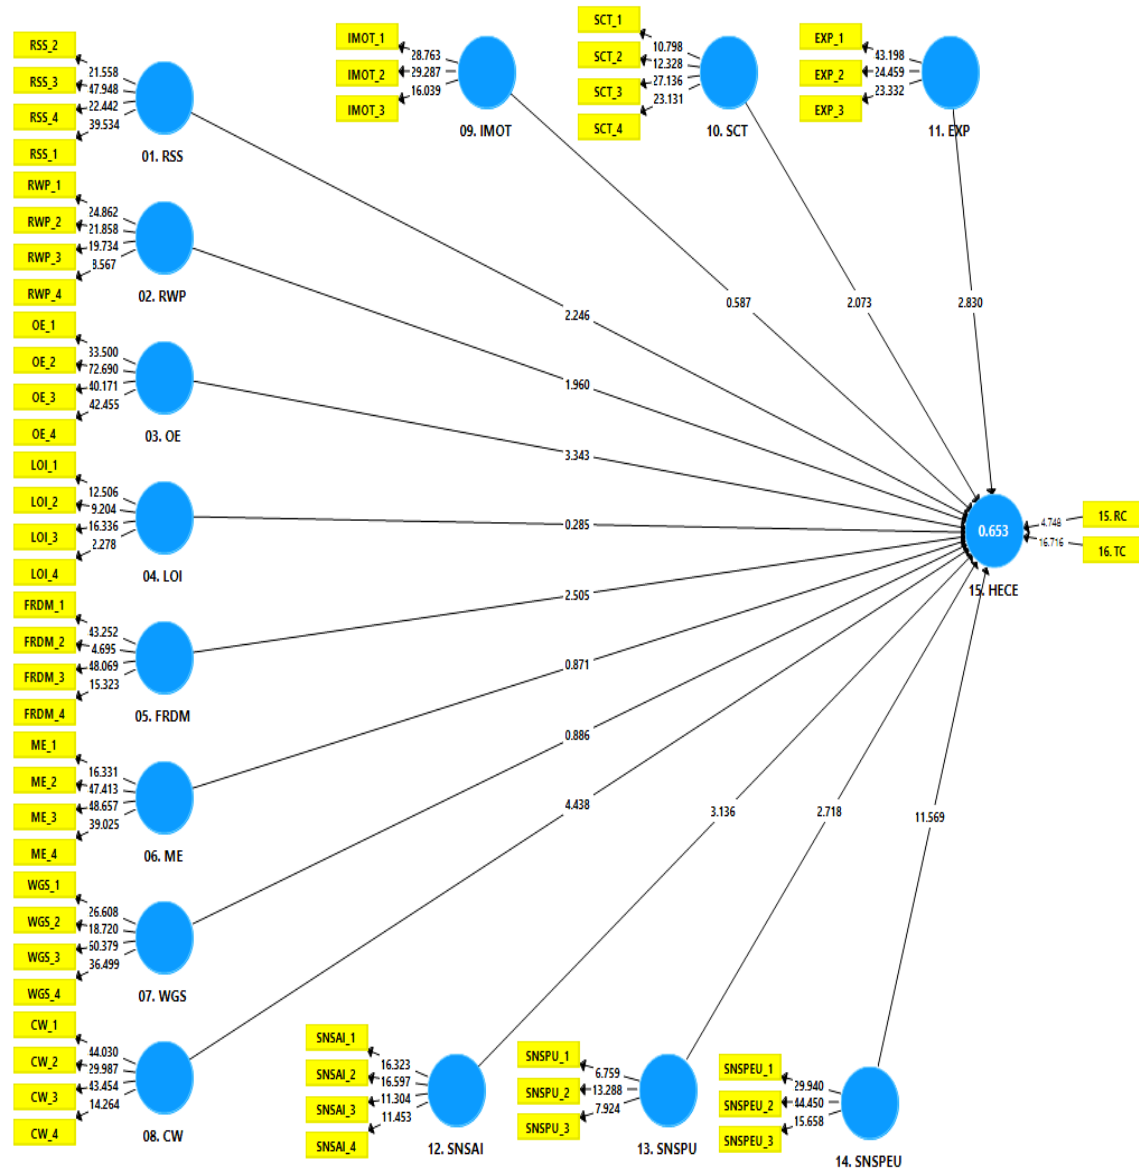 RSS_2
RSS_3
RSS_4
RSS_1
21.558
47.948
22.442
39.534
01. RSS
RWP_1
RWP_2
RWP_3
RWP_4
24.862
21.858
19.734
3.567
02. RWP
OE_1
OE_2
OE_3
OE_4
33.500
72.690
40.171
42.455
03. OE
LOI_1
LOI_2
LOI_3
LOI_4
12.506
9.204
16.336
2.278
04. LOI
FRDM_1
FRDM_2
FRDM_3
FRDM_4
43.252
4.695
48.069
15.323
05. FRDM
ME_1
ME_2
ME_3
ME_4
16.331
47.413
48.657
39.025
06. ME
WGS_1
WGS_2
WGS_3
WGS_4
26.608
18.720
50.379
36.499
07. WGS
CW_1
CW_2
CW_3
CW_4
44.030
29.987
43.454
14.264
08. CW
IMOT_1
IMOT_2
IMOT_3
28.763
29.287
16.039
09. IMOT
SCT_1
SCT_2
SCT_3
SCT_4
10.798
12.328
27.136
23.131
10. SCT
EXP_1
EXP_2
EXP_3
43.198
24.459
23.332
11. EXP
2.246
1.960
3.343
0.285
2.505
0.871
0.886
4.438
0.587
2.073
2.830
3.136
2.718
11.569
0.653
15. HECE
4.748
16.716
15. RC
16. TC
SNSAI_1
SNSAI_2
SNSAI_3
SNSAI_4
16.323
16.597
11.304
11.453
12. SNSAI
SNSPU_1
SNSPU_2
SNSPU_3
6.759
13.288
7.924
13. SNSPU
SNSPEU_1
SNSPEU_2
SNSPEU_3
29.940
44.450
15.658
14. SNSPEU